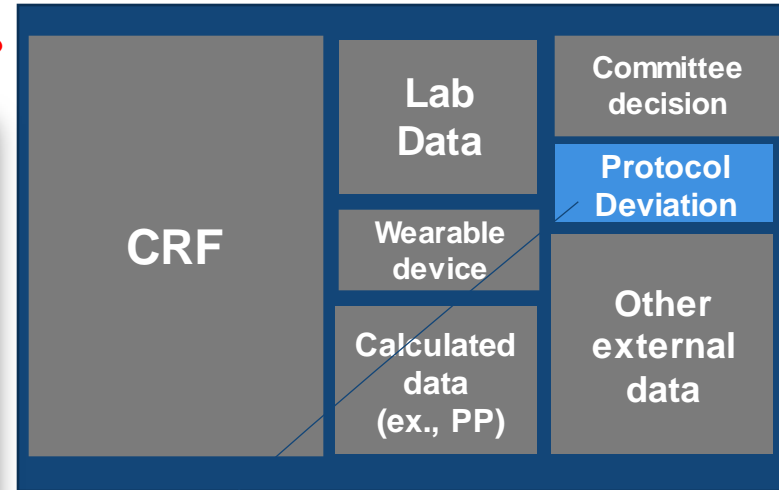 CRF
Lab
Data
Wearable
device
Calculated
data
(ex., PP)
Committee
decision
Protocol
Deviation
Other
external
data